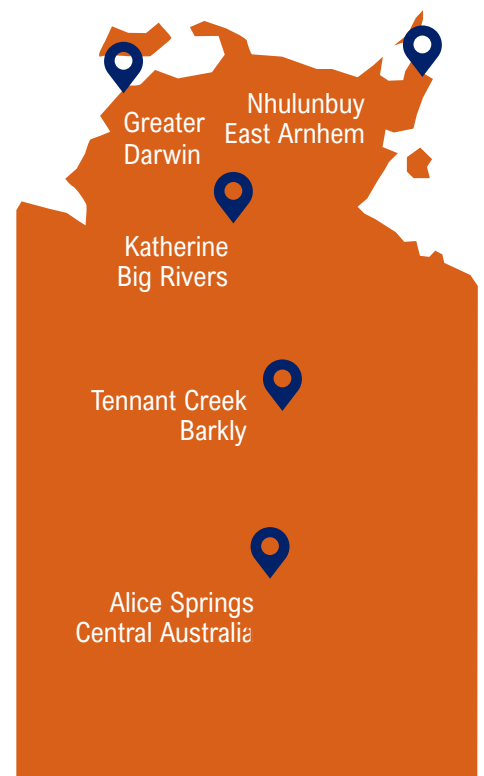 Greater
Darwin
Nhulunbuy
East Arnhem
Katherine
Big Rivers
Tennant Creek
Barkly
Alice Springs
Central Australia